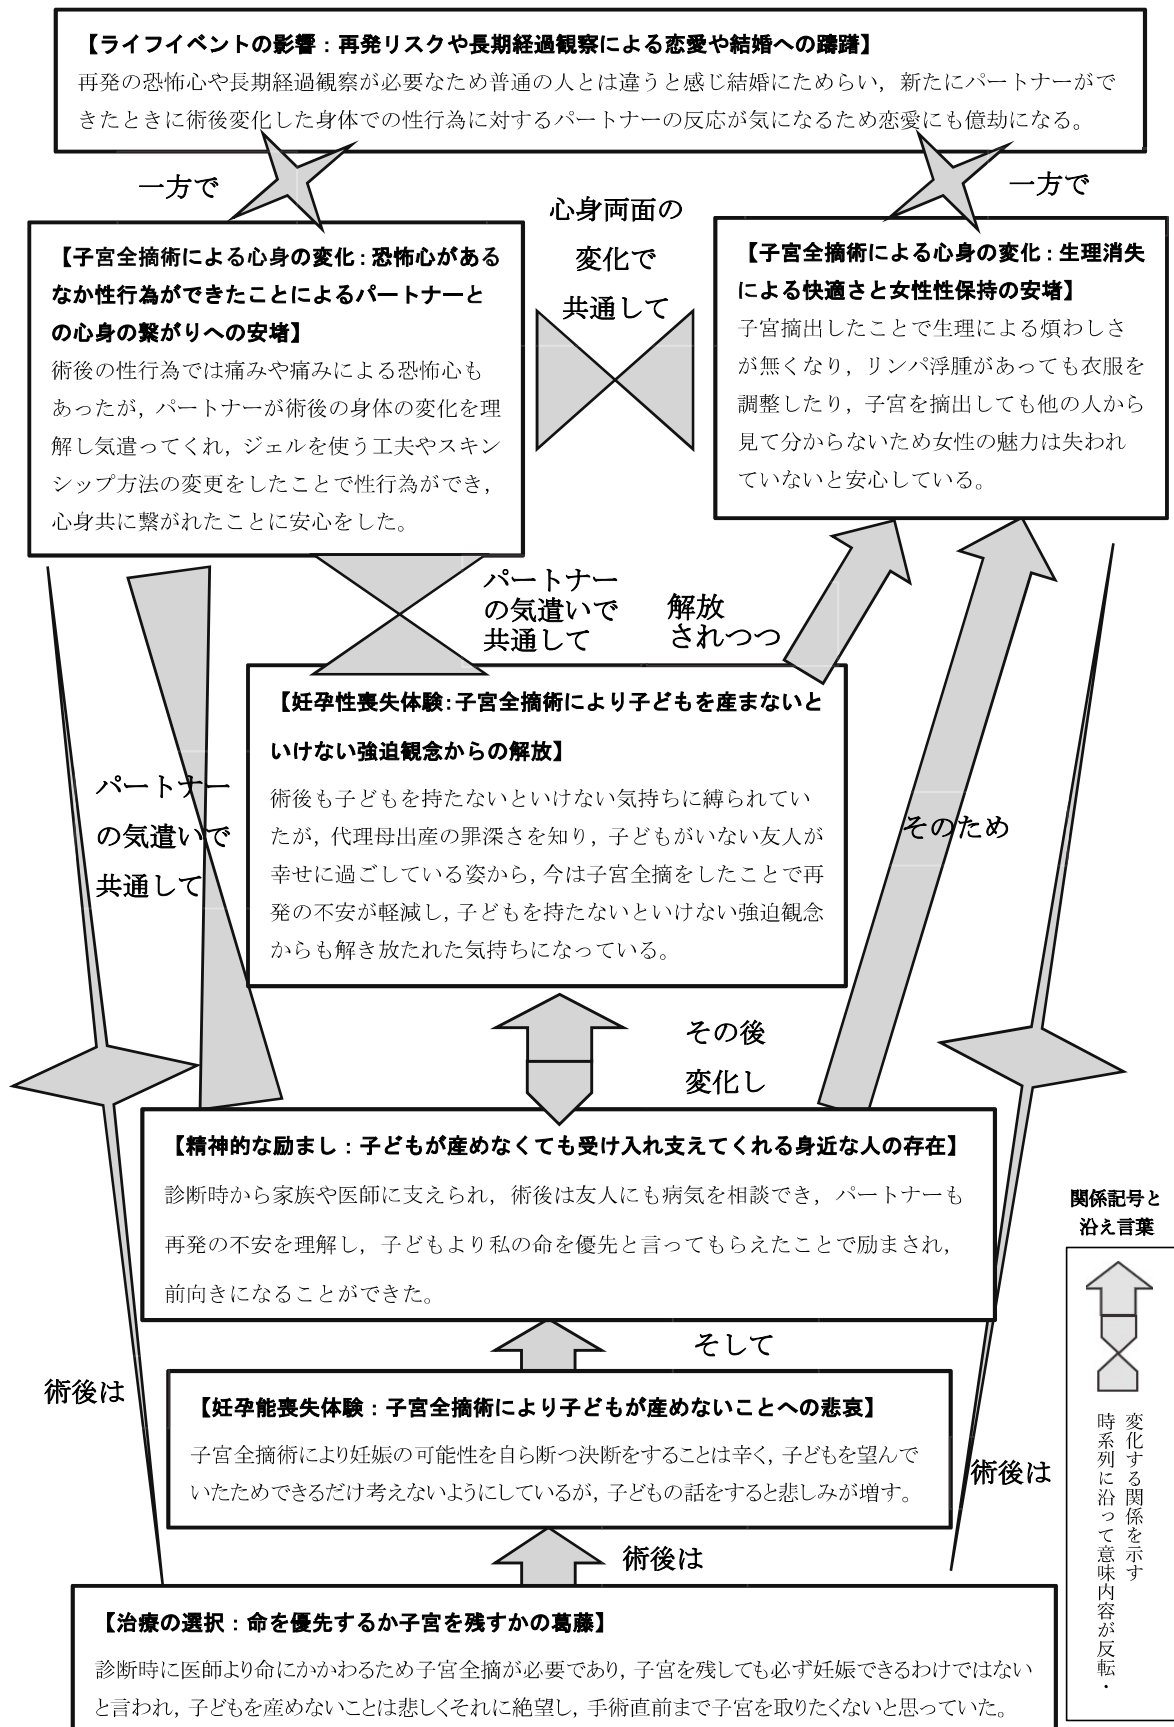 【ライフイベントの影響：再発リスクや長期経過観察による恋愛や結婚への躊躇】
再発の恐怖心や長期経過観察が必要なため普通の人とは違うと感じ結婚にためらい，新たにパートナーがで
きたときに術後変化した身体での性行為に対するパートナーの反応が気になるため恋愛にも億劫になる。
一方で
一方で
心身両面の
変化で
共通して
【子宮全摘術による心身の変化：恐怖心がある
なか性行為ができたことによるパートナーと
の心身の繋がりへの安堵】
術後の性行為では痛みや痛みによる恐怖心も
あったが，パートナーが術後の身体の変化を理
解し気遣ってくれ，ジェルを使う工夫やスキン
シップ方法の変更をしたことで性行為ができ，
心身共に繋がれたことに安心をした。
【子宮全摘術による心身の変化：生理消失
による快適さと女性性保持の安堵】
子宮摘出したことで生理による煩わしさ
が無くなり，リンパ浮腫があっても衣服を
調整したり，子宮を摘出しても他の人から
見て分からないため女性の魅力は失われ
ていないと安心している。
パートナー
の気遣いで
共通して
解放
されつつ
【妊孕性喪失体験：子宮全摘術により子どもを産まないと
いけない強迫観念からの解放】
術後も子どもを持たないといけない気持ちに縛られてい
たが，代理母出産の罪深さを知り，子どもがいない友人が
幸せに過ごしている姿から，今は子宮全摘をしたことで再
発の不安が軽減し，子どもを持たないといけない強迫観念
からも解き放たれた気持ちになっている。
パートナー
の気遣いで
共通して
そのため
その後
変化し
【精神的な励まし：子どもが産めなくても受け入れ支えてくれる身近な人の存在】
診断時から家族や医師に支えられ，術後は友人にも病気を相談でき，パートナーも
再発の不安を理解し，子どもより私の命を優先と言ってもらえたことで励まされ，
前向きになることができた。
そして
術後は
【妊孕能喪失体験：子宮全摘術により子どもが産めないことへの悲哀】
子宮全摘術により妊娠の可能性を自ら断つ決断をすることは辛く，子どもを望んで
いたためできるだけ考えないようにしているが，子どもの話をすると悲しみが増す。
術後は
術後は
【治療の選択：命を優先するか子宮を残すかの葛藤】
診断時に医師より命にかかわるため子宮全摘が必要であり，子宮を残しても必ず妊娠できるわけではない
と言われ，子どもを産めないことは悲しくそれに絶望し，手術直前まで子宮を取りたくないと思っていた。
関係記号と
沿え言葉
変化する関係を示す
時系列に沿って意味内容が反転・